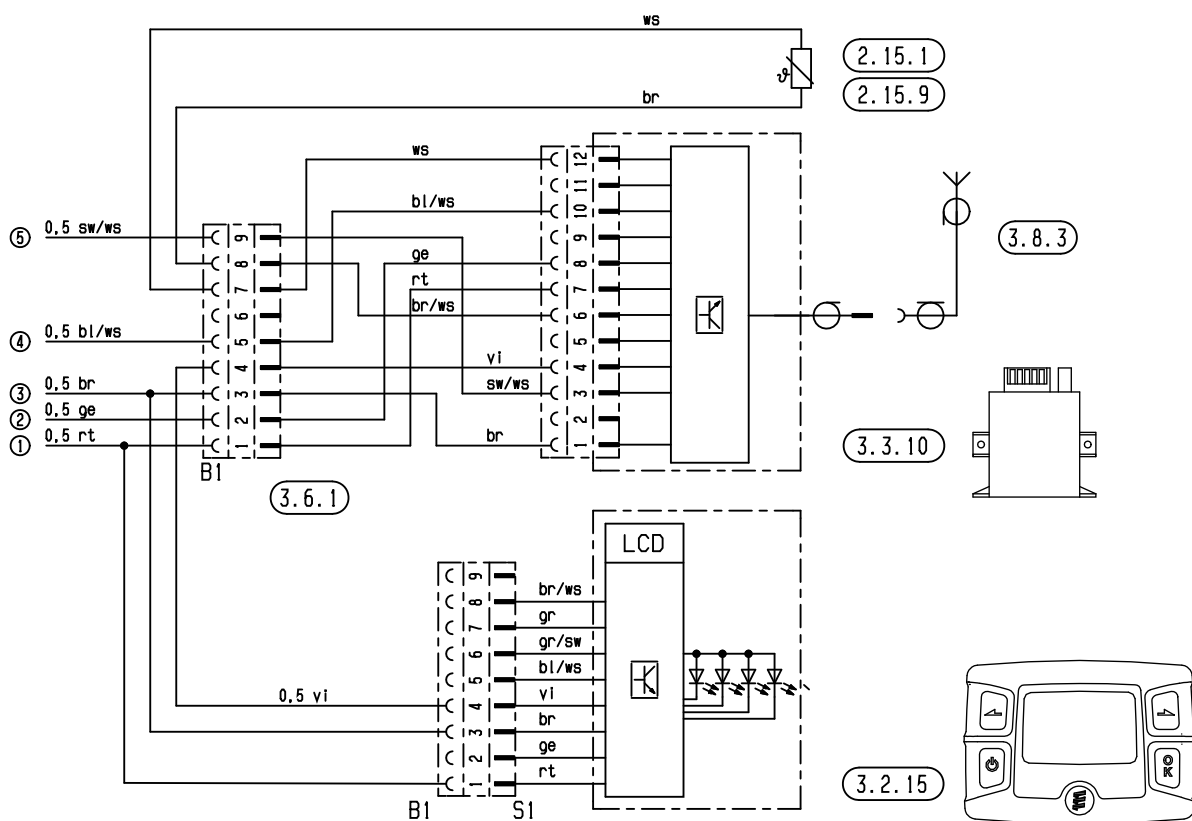 ws
2.15.1
br
2.15.9
ws
12
11
bl/ws
10
⑤ 0,5 sw/ws
9
9
3.8.3
8
ge
8
7
rt
7
6
br/ws
6
④ 0,5 bl/ws
5
5
4
vi
4
③ 0,5 br
3
sw/ws
3
② 0,5 ge
2
2
① 0,5 rt
1
br
1
3.3.10
B1
3.6.1
LCD
9
8
br/ws
7
gr
6
gr/sw
5
bl/ws
0,5 vi
4
vi
3
br
2
ge
1
rt
OK
3.2.15
B1
S1